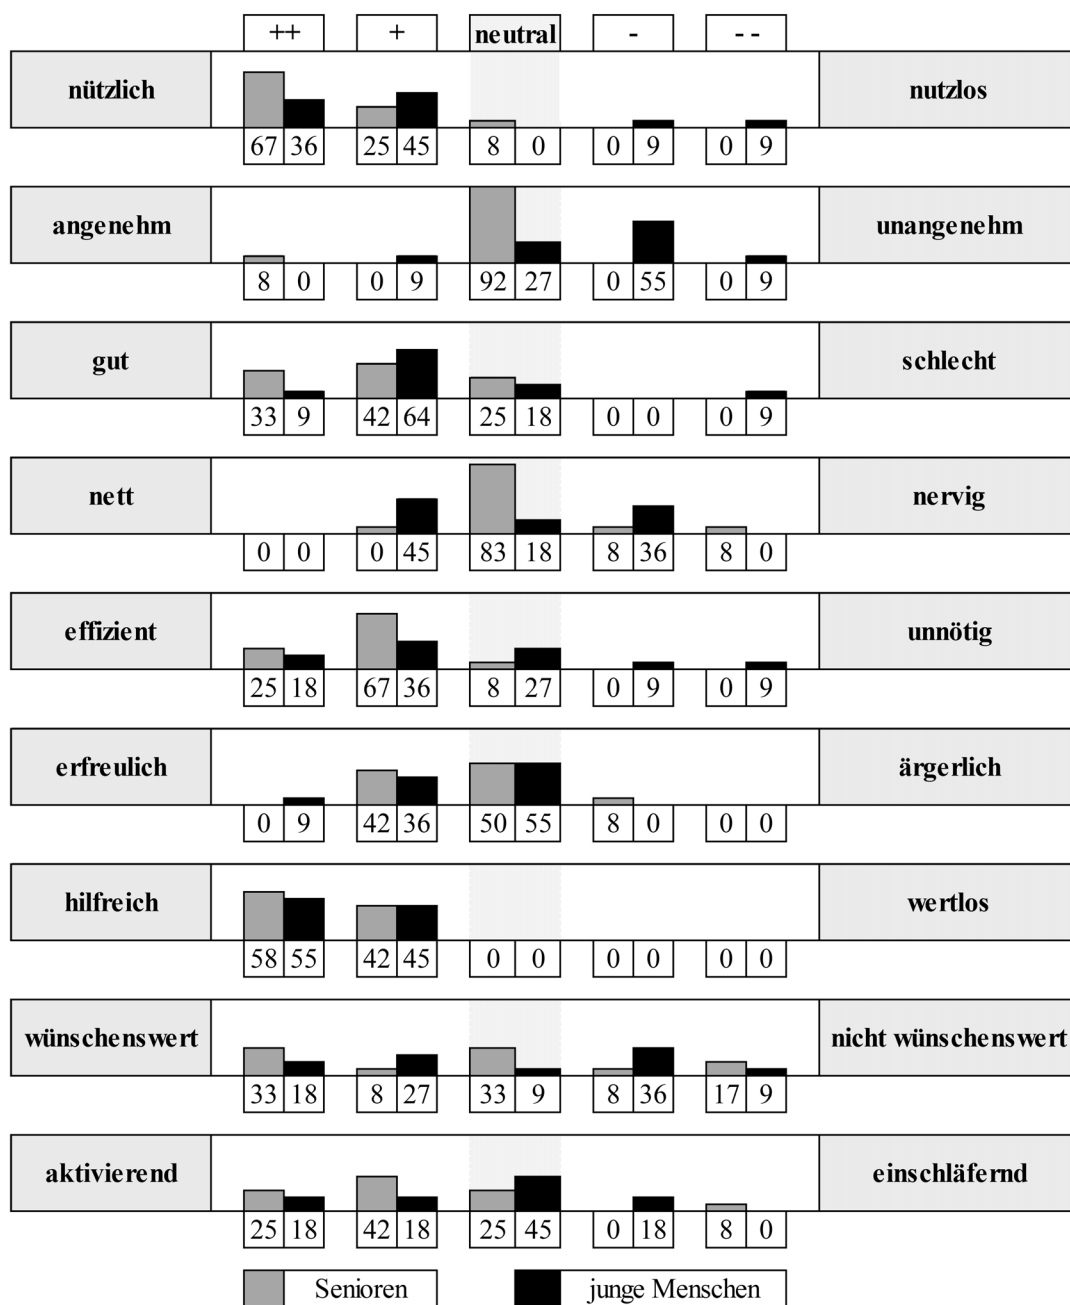 ++ + neutral - - -
nützlich nutzlos
67 36 25 45 8 0 0 9 0 9
angenehm unangenehm
8 0 0 9 92 27 0 55 0 9
gut schlecht
33 9 42 64 25 18 0 0 0 9
nett nervig
0 0 0 45 83 18 8 36 8 0
effizient unnötig
25 18 67 36 8 27 0 9 0 9
erfreulich ärgerlich
0 9 42 36 50 55 8 0 0 0
hilfreich wertlos
58 55 42 45 0 0 0 0 0 0
wünschenswert nicht wünschenswert
33 18 8 27 33 9 8 36 17 9
aktivierend einschläfernd
25 18 42 18 25 45 0 18 8 0
Senioren junge Menschen